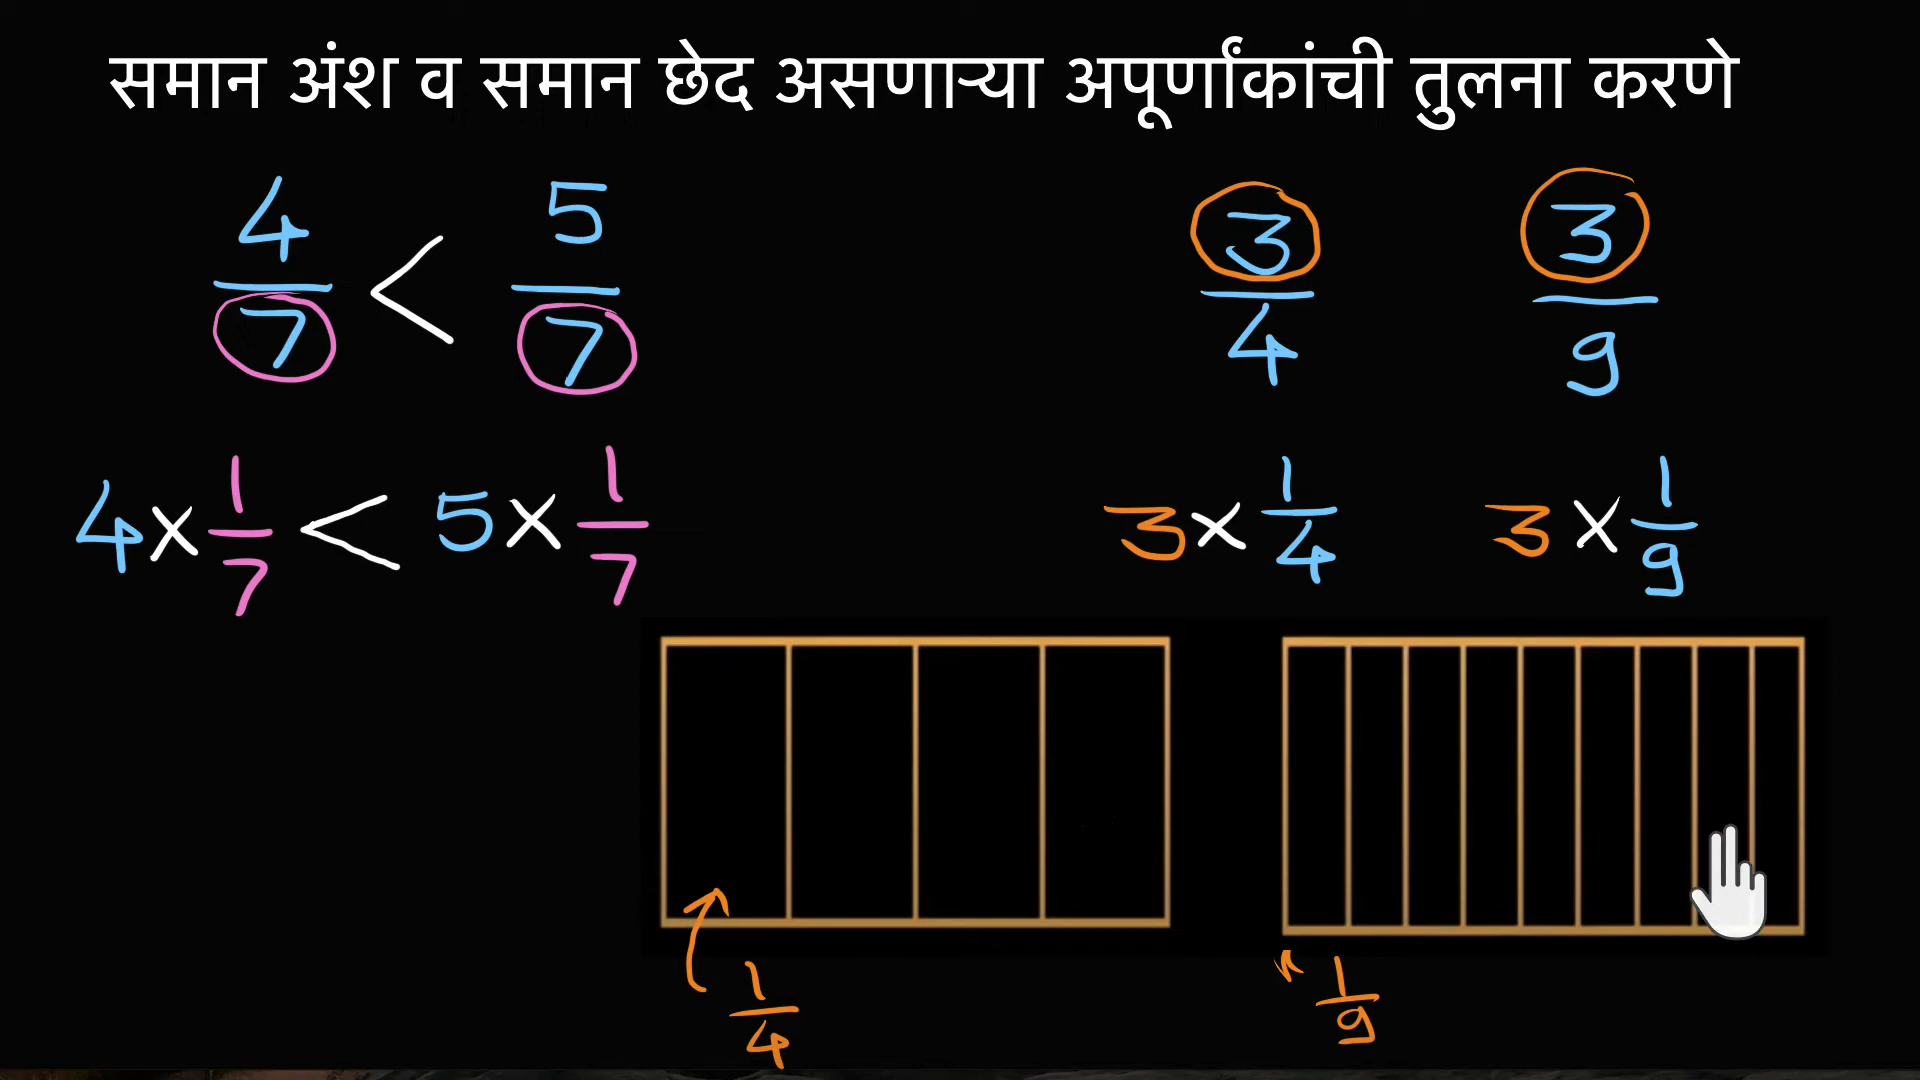 समान अंश व समान छेद असणाऱ्या अपूर्णांकांची तुलना करणे
4/7 < 5/7
3/4 3/9
4 × 1/7 < 5 × 1/7
3 × 1/4 3 × 1/9
1/4 1/9